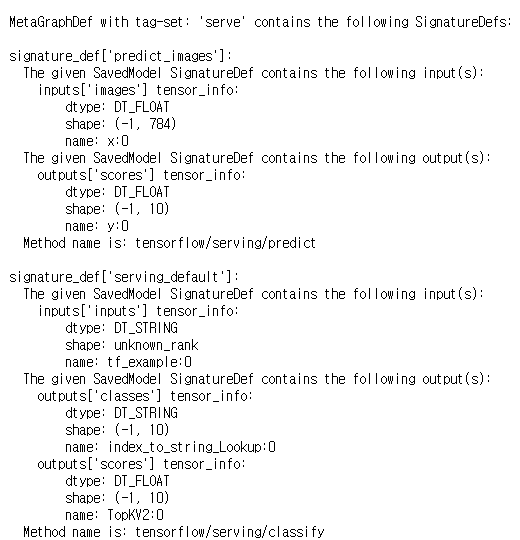 MetaGraphDef with tag-set: 'serve' contains the following SignatureDefs:
signature_def['predict_images']:
The given SavedModel SignatureDef contains the following input(s):
inputs['images'] tensor_info:
dtype: DT_FLOAT
shape: (-1, 784)
name: x:0
The given SavedModel SignatureDef contains the following output(s):
outputs['scores'] tensor_info:
dtype: DT_FLOAT
shape: (-1, 10)
name: y:0
Method name is: tensorflow/serving/predict
signature_def['serving_default']:
The given SavedModel SignatureDef contains the following input(s):
inputs['inputs'] tensor_info:
dtype: DT_STRING
shape: unknown_rank
name: tf_example:0
The given SavedModel SignatureDef contains the following output(s):
outputs['classes'] tensor_info:
dtype: DT_STRING
shape: (-1, 10)
name: index_to_string_Lookup:0
outputs['scores'] tensor_info:
dtype: DT_FLOAT
shape: (-1, 10)
name: TopKV2:0
Method name is: tensorflow/serving/classify